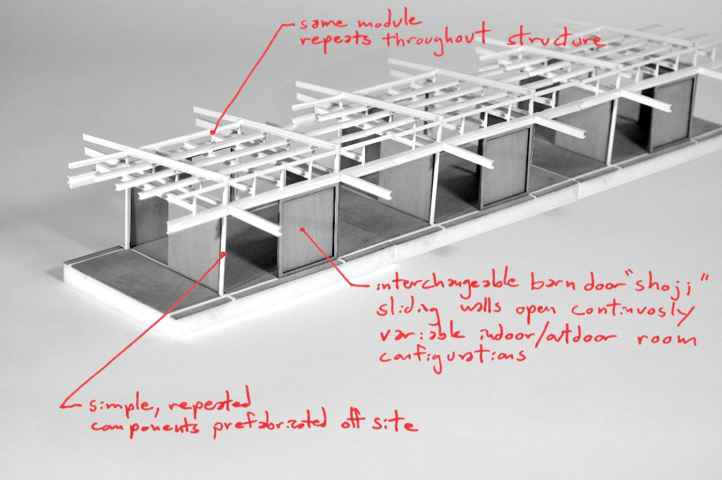 same module
repeats throughout structure
interchangeable barn door "shoji"
sliding walls open continuosly
variable indoor/outdoor room
configurations
simple, repeated
components prefabricated off site